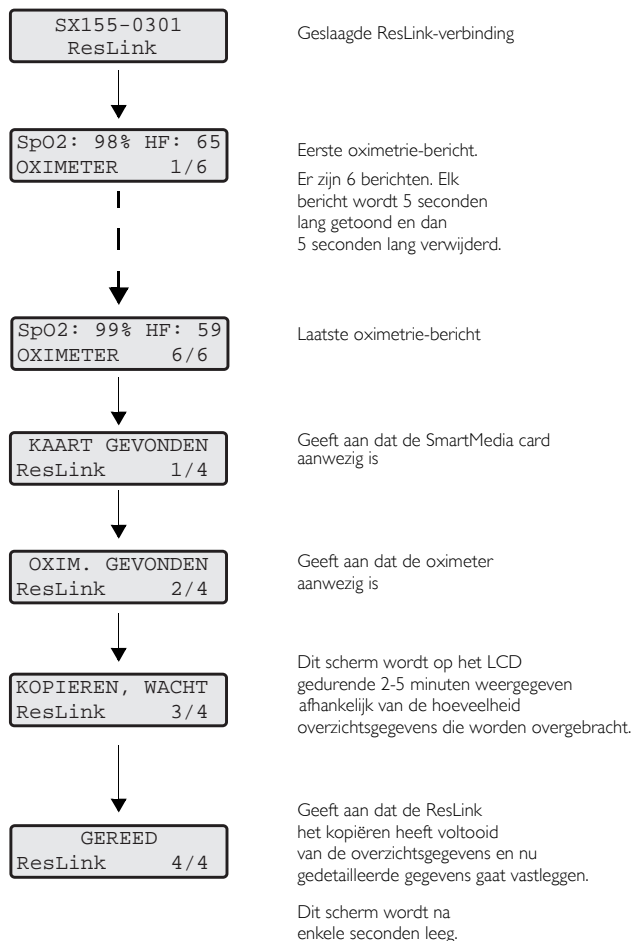 SX155-0301
ResLink
Geslaagde ResLink-verbinding
SpO2: 98% HF: 65
OXIMETER 1/6
Eerste oximetrie-bericht.
Er zijn 6 berichten. Elk
bericht wordt 5 seconden
lang getoond en dan
5 seconden lang verwijderd.
SpO2: 99% HF: 59
OXIMETER 6/6
Laatste oximetrie-bericht
KAART GEVONDEN
ResLink 1/4
Geeft aan dat de SmartMedia card
aanwezig is
OXIM. GEVONDEN
ResLink 2/4
Geeft aan dat de oximeter
aanwezig is
KOPIEREN, WACHT
ResLink 3/4
Dit scherm wordt op het LCD
gedurende 2-5 minuten weergegeven
afhankelijk van de hoeveelheid
overzichtsgegevens die worden overgebracht.
GEREED
ResLink 4/4
Geeft aan dat de ResLink
het kopiëren heeft voltooid
van de overzichtsgegevens en nu
gedetailleerde gegevens gaat vastleggen.
Dit scherm wordt na
enkele seconden leeg.